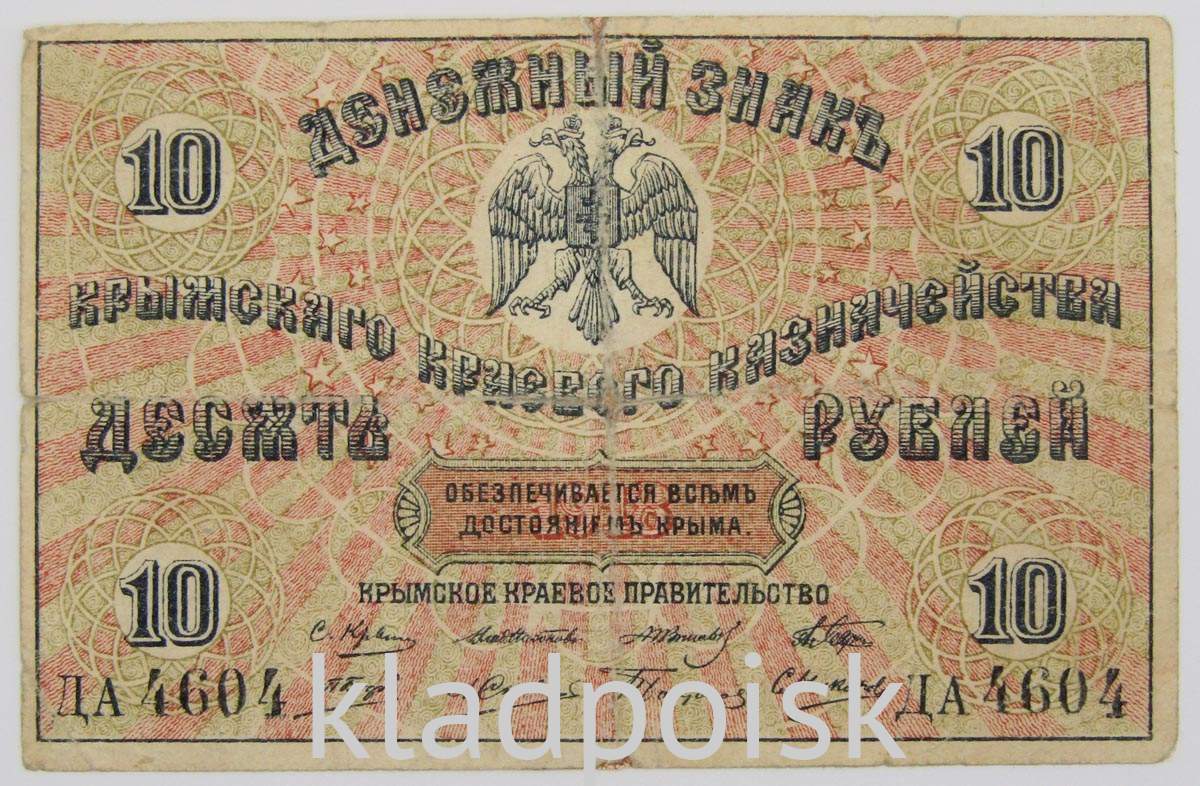 ДЕНЕЖНЫЙ ЗНАКЪ
10 10
КРЫМСКАГО КРАЕВОГО КАЗНАЧЕЙСТВА
ДЕСЯТЬ РУБЛЕЙ
ОБЕЗПЕЧИВАЕТСЯ ВСѢМЪ
ДОСТОЯНІЕМЪ КРЫМА.
КРЫМСКОЕ КРАЕВОЕ ПРАВИТЕЛЬСТВО
10 10
ДА 4604 ДА 4604
kladpoisk